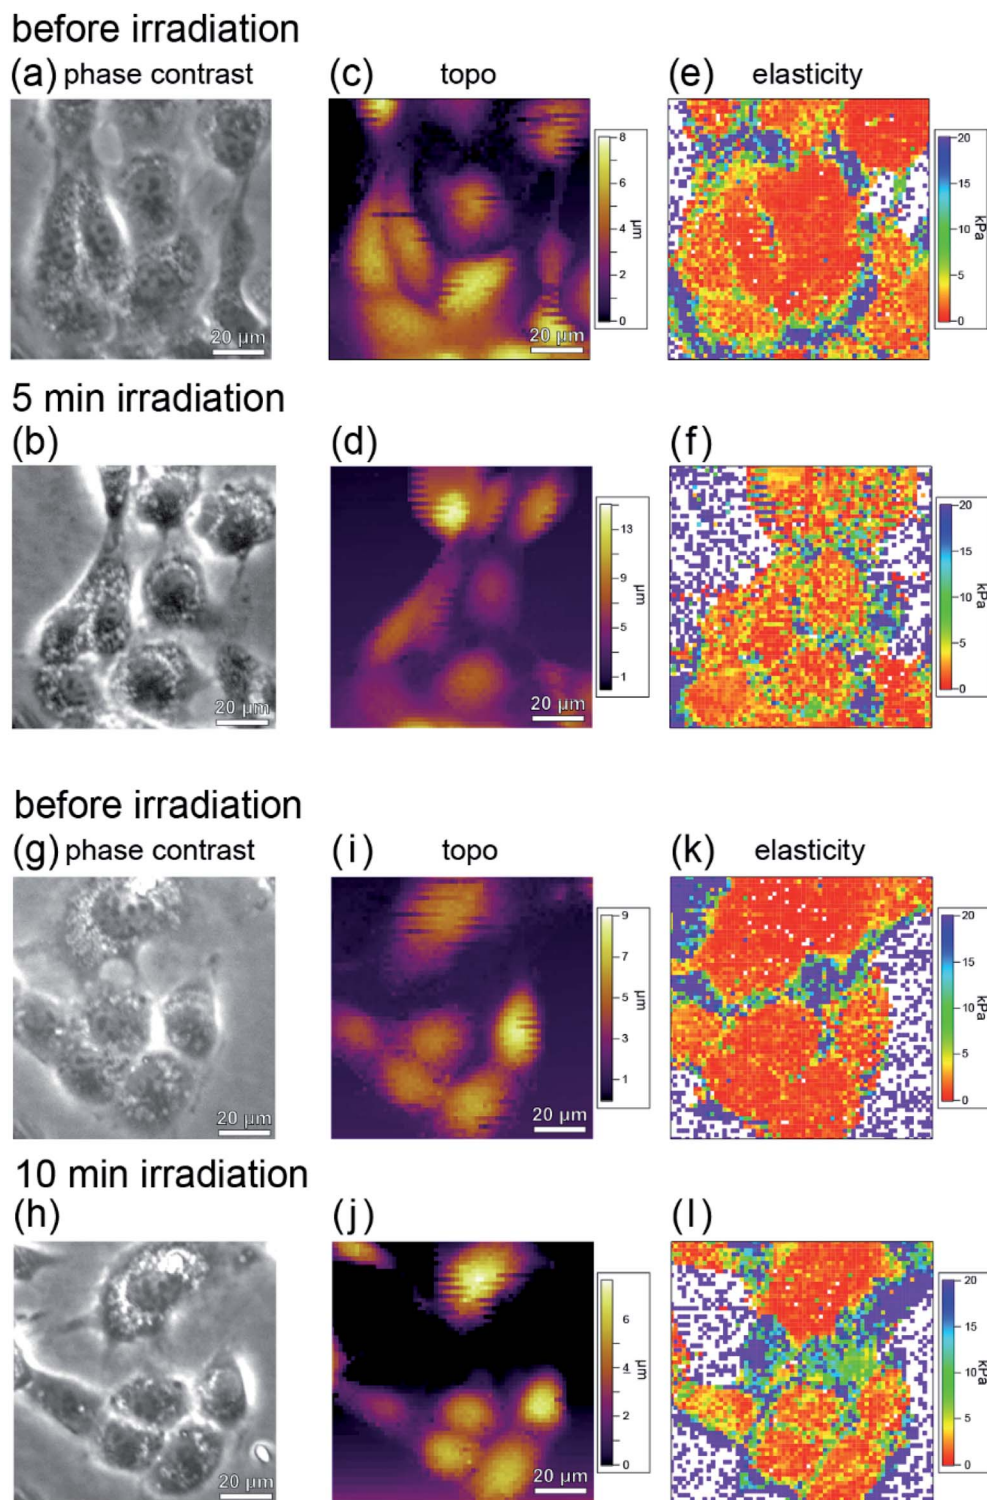 before irradiation
(a) phase contrast (c) topo (e) elasticity
8
6
4
2
0
µm
20
15
10
5
0
kPa
20 µm
20 µm
5 min irradiation
(b) (d) (f)
13
9
5
1
µm
20
15
10
5
0
kPa
20 µm
20 µm
before irradiation
(g) phase contrast (i) topo (k) elasticity
9
7
5
3
1
µm
20
15
10
5
0
kPa
20 µm
20 µm
10 min irradiation
(h) (j) (l)
6
4
2
0
µm
20
15
10
5
0
kPa
20 µm
20 µm